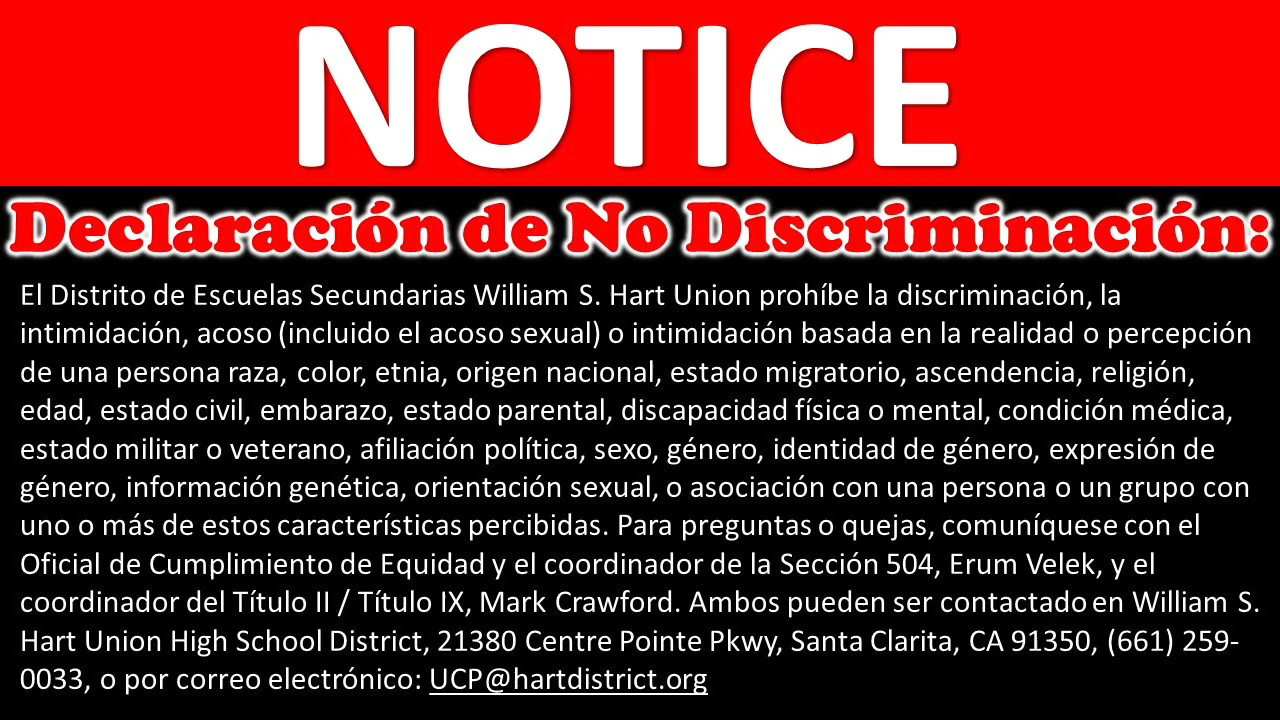 NOTICE
Declaración de No Discriminación:
El Distrito de Escuelas Secundarias William S. Hart Union prohíbe la discriminación, la
intimidación, acoso (incluido el acoso sexual) o intimidación basada en la realidad o percepción
de una persona raza, color, etnia, origen nacional, estado migratorio, ascendencia, religión,
edad, estado civil, embarazo, estado parental, discapacidad física o mental, condición médica,
estado militar o veterano, afiliación política, sexo, género, identidad de género, expresión de
género, información genética, orientación sexual, o asociación con una persona o un grupo con
uno o más de estos características percibidas. Para preguntas o quejas, comuníquese con el
Oficial de Cumplimiento de Equidad y el coordinador de la Sección 504, Erum Velek, y el
coordinador del Título II / Título IX, Mark Crawford. Ambos pueden ser contactado en William S.
Hart Union High School District, 21380 Centre Pointe Pkwy, Santa Clarita, CA 91350, (661) 259-
0033, o por correo electrónico: UCP@hartdistrict.org